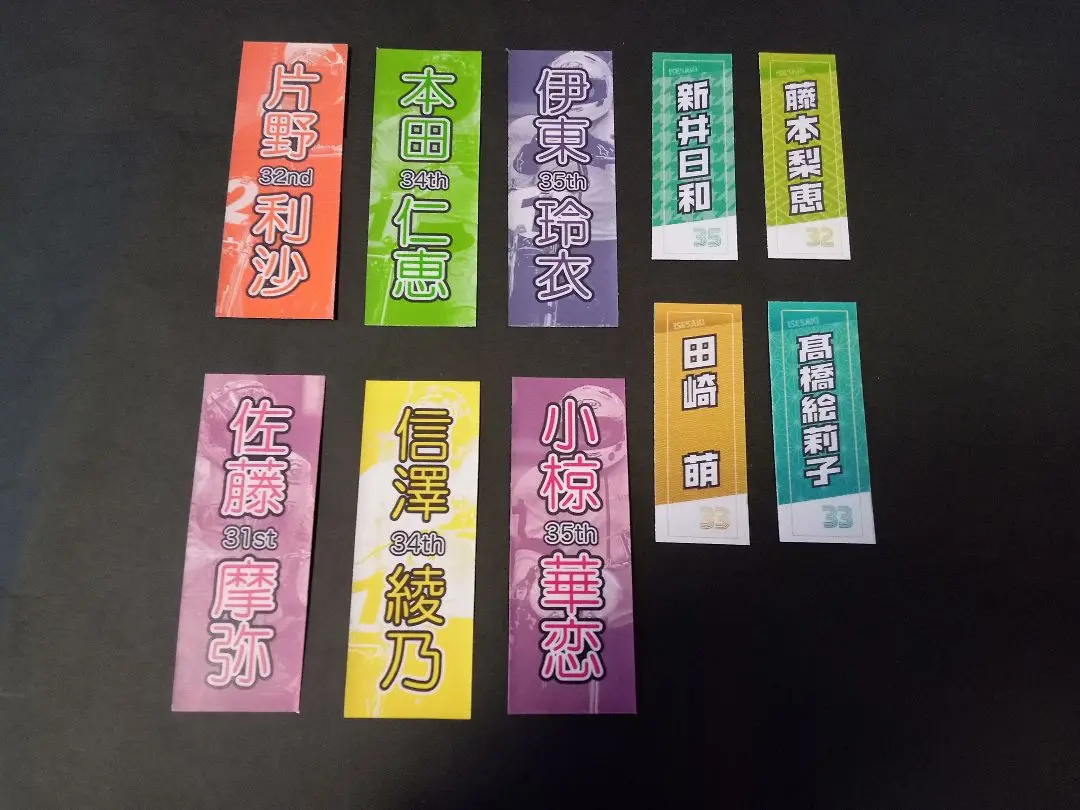 片野
32nd
利沙
本田
34th
仁恵
伊東
35th
玲衣
ISESAKI
新井日和
35
藤本梨恵
32
佐藤
31st
摩弥
信澤
34th
綾乃
小椋
35th
華恋
ISESAKI
田崎 萌
33
ISESAKI
髙橋絵莉子
33